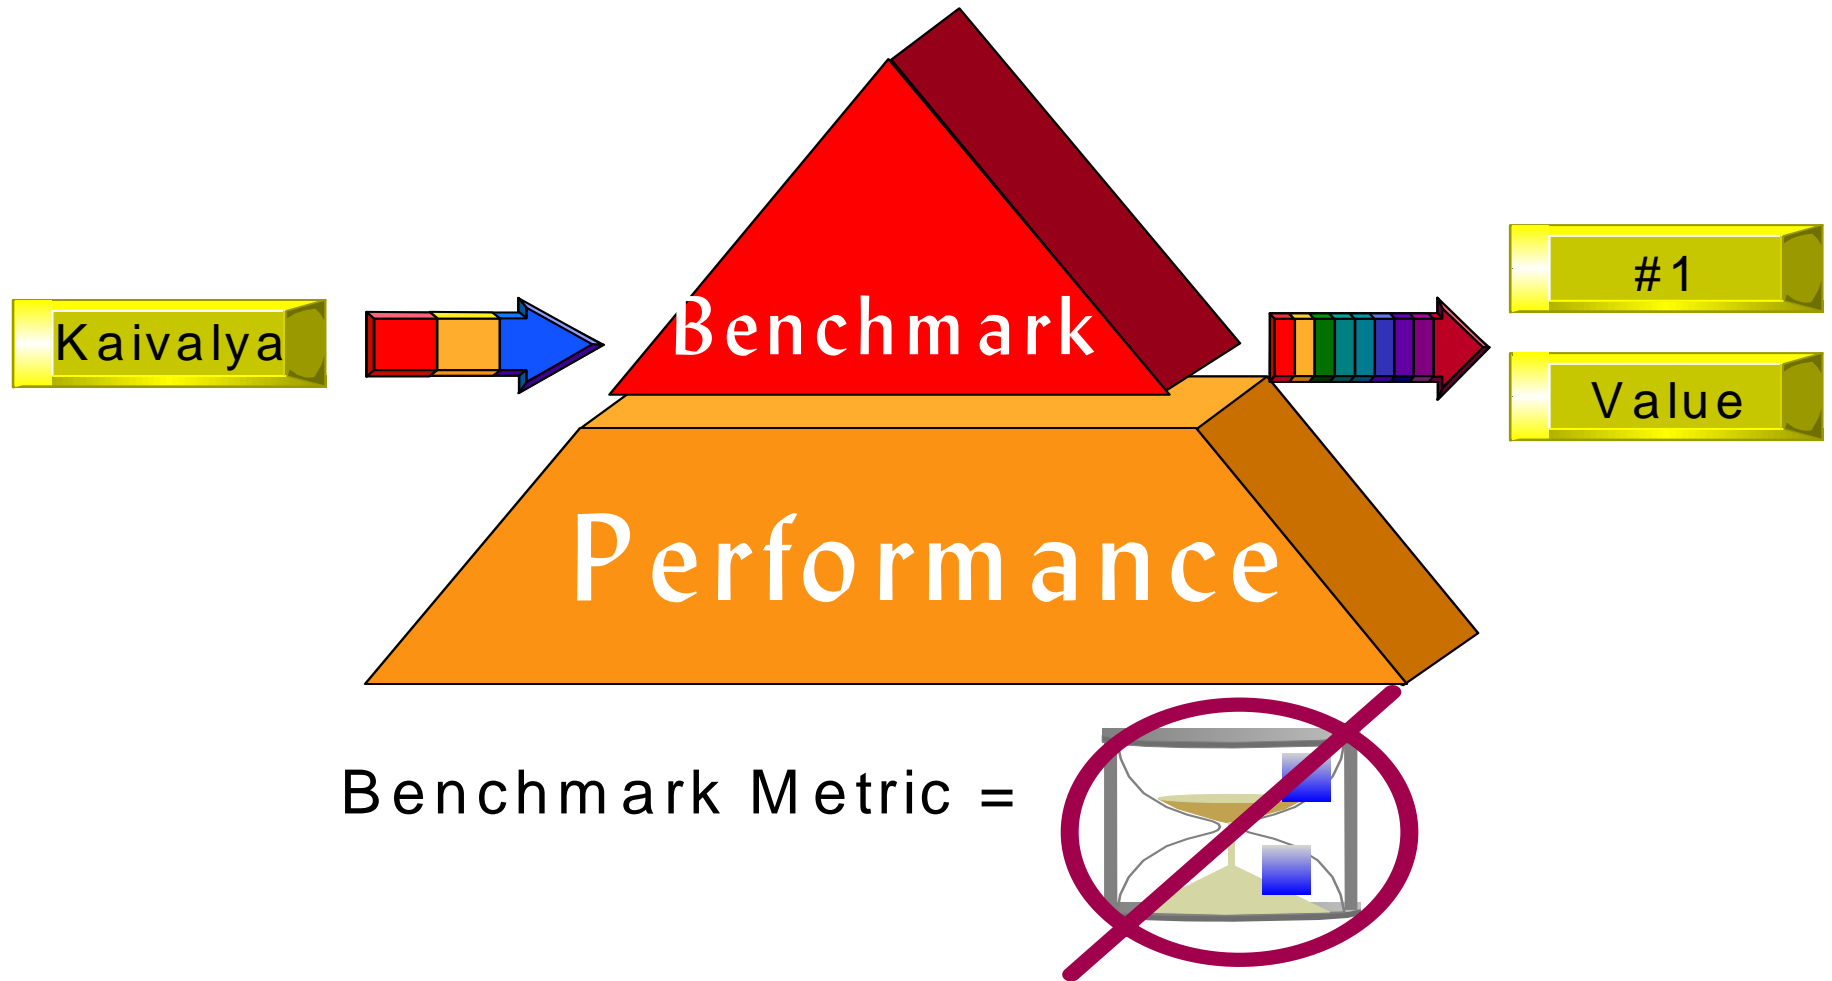 Kaivalya
Benchmark
#1
Value
Performance
Benchmark Metric =